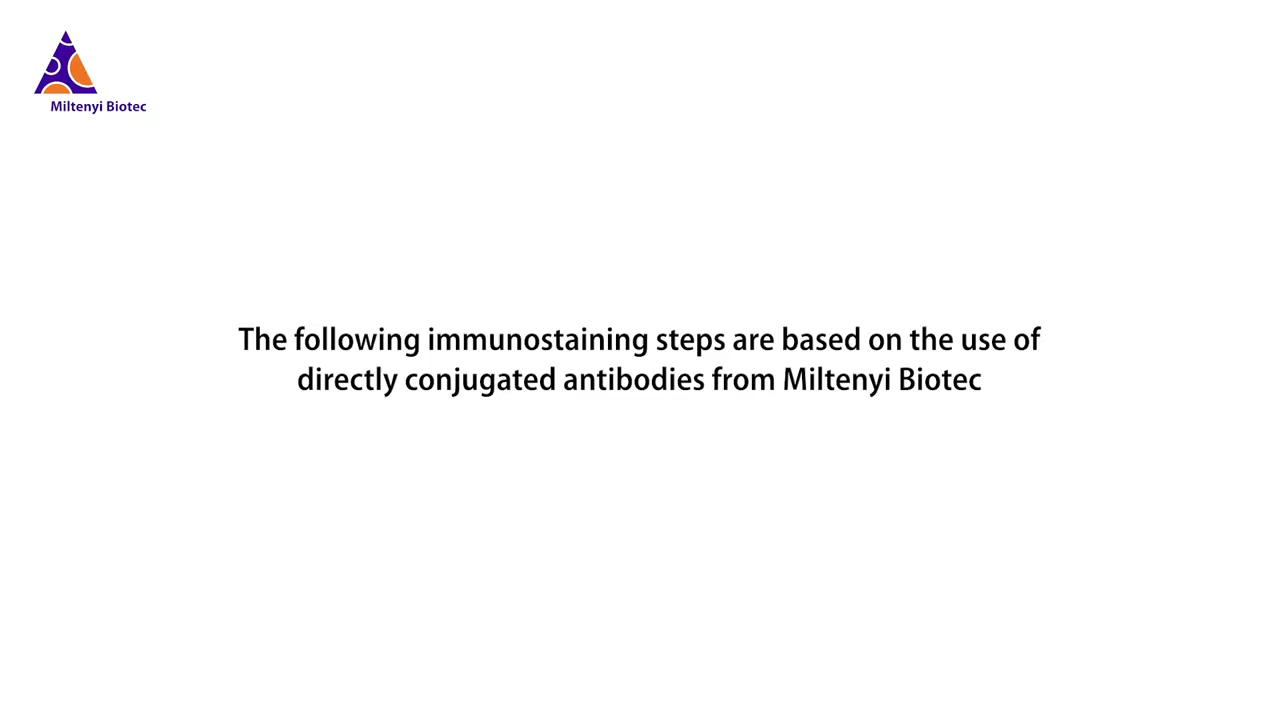 Miltenyi Biotec
The following immunostaining steps are based on the use of
directly conjugated antibodies from Miltenyi Biotec